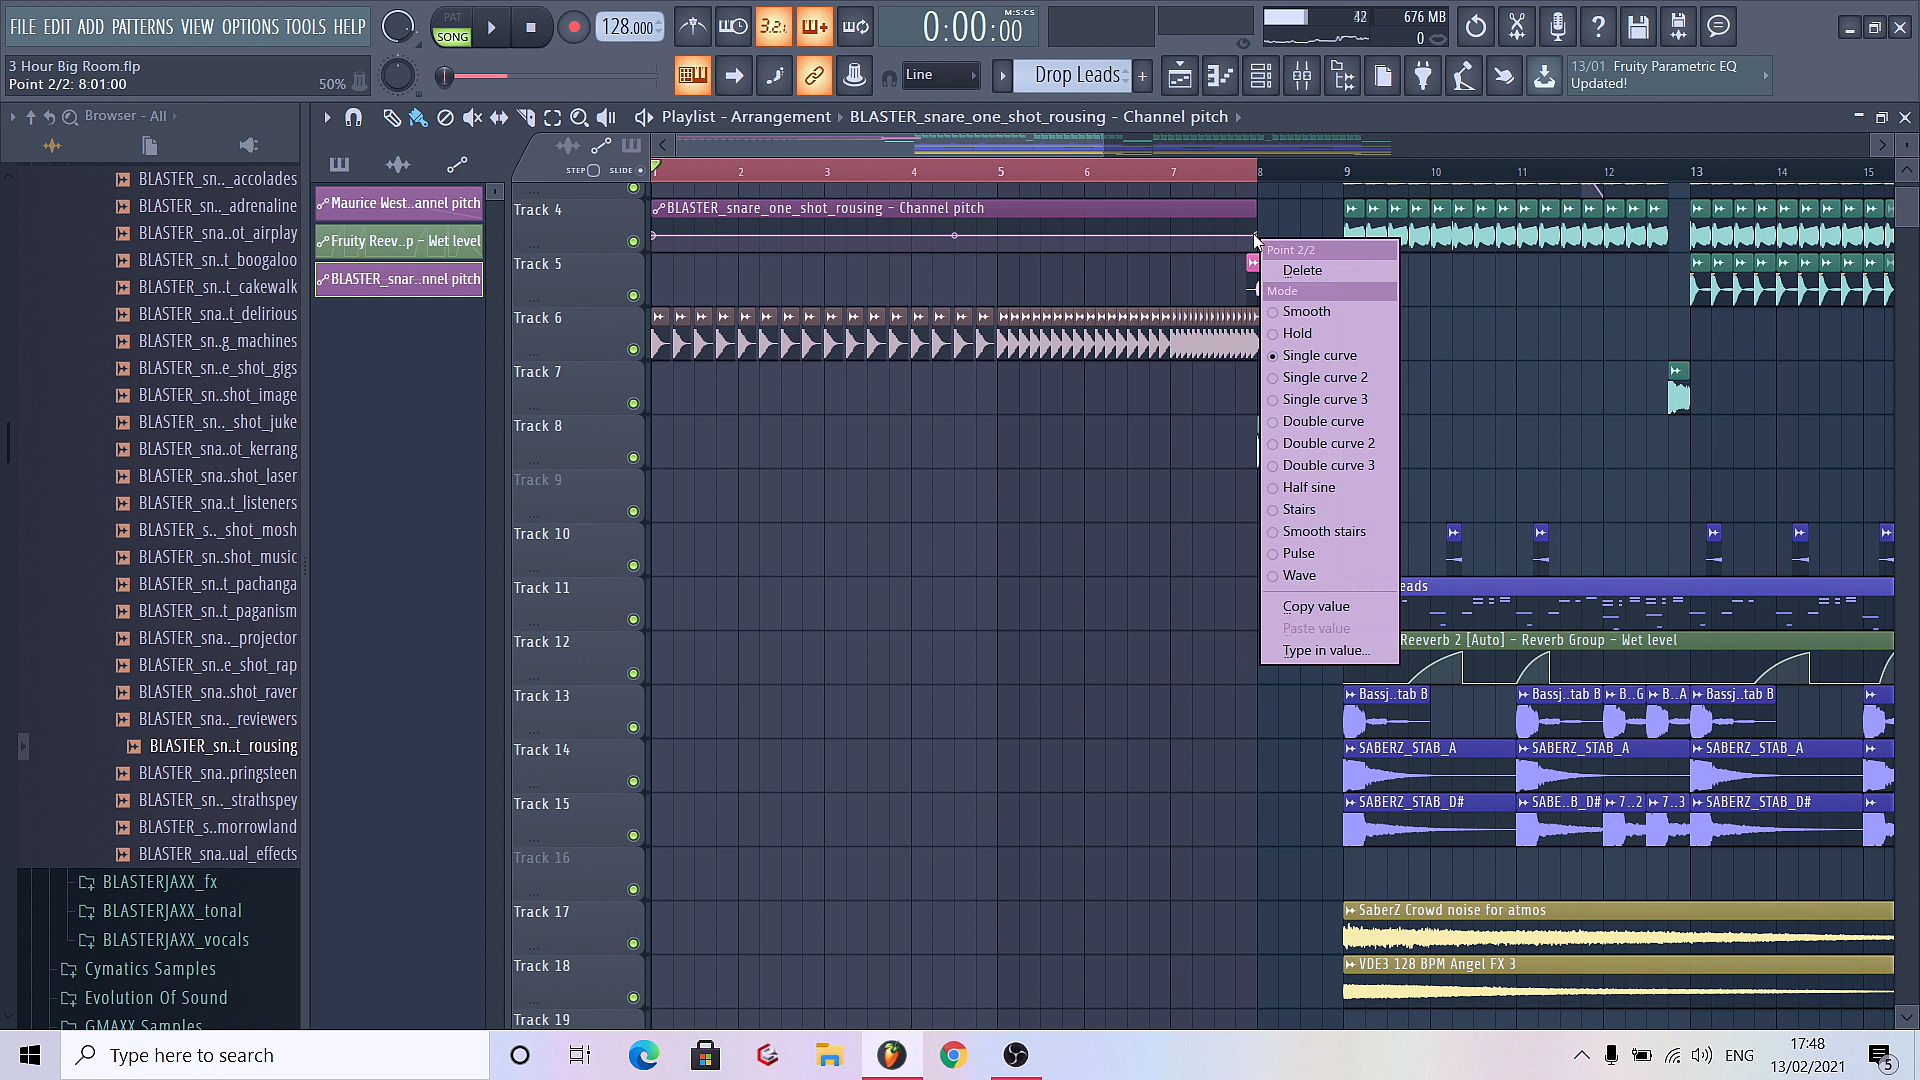 FILE EDIT ADD PATTERNS VIEW OPTIONS TOOLS HELP
PAT
SONG
128.000
3.2.
0:00:00
M:S:CS
42
676 MB
0
3 Hour Big Room.flp
Point 2/2: 8:01:00
50%
Line
Drop Leads
13/01 Fruity Parametric EQ
Updated!
Browser - All
Playlist - Arrangement
BLASTER_snare_one_shot_rousing - Channel pitch
STEP
SLIDE
1 2 3 4 5 6 7 8 9 10 11 12 13 14 15
BLASTER_sn.._accolades
BLASTER_sn.._adrenaline
BLASTER_sn..ot_airplay
BLASTER_sn..t_boogaloo
BLASTER_sn..t_cakewalk
BLASTER_sn..t_delirious
BLASTER_sn..g_machines
BLASTER_sn..e_shot_gigs
BLASTER_sn..shot_image
BLASTER_sn.._shot_juke
BLASTER_sna..ot_kerrang
BLASTER_sna..shot_laser
BLASTER_sn..t_listeners
BLASTER_s.._shot_mosh
BLASTER_sn..shot_music
BLASTER_sn..t_pachanga
BLASTER_sn..t_paganism
BLASTER_sna.._projector
BLASTER_sn..e_shot_rap
BLASTER_sna..shot_raver
BLASTER_sna.._reviewers
BLASTER_sn..t_rousing
BLASTER_sna..pringsteen
BLASTER_sn.._strathspey
BLASTER_s..morrowland
BLASTER_sna..ual_effects
BLASTERJAXX_fx
BLASTERJAXX_tonal
BLASTERJAXX_vocals
Cymatics Samples
Evolution Of Sound
GMAXX Samples
Maurice West..annel pitch
Fruity Reev..p - Wet level
BLASTER_snar..nnel pitch
Track 4
Track 5
Track 6
Track 7
Track 8
Track 9
Track 10
Track 11
Track 12
Track 13
Track 14
Track 15
Track 16
Track 17
Track 18
Track 19
BLASTER_snare_one_shot_rousing - Channel pitch
Point 2/2
Delete
Mode
Smooth
Hold
Single curve
Single curve 2
Single curve 3
Double curve
Double curve 2
Double curve 3
Half sine
Stairs
Smooth stairs
Pulse
Wave
Copy value
Paste value
Type in value...
eads
Reeverb 2 [Auto] - Reverb Group - Wet level
Bassj..tab B
Bassj..tab B
B..G
B..A
Bassj..tab B
SABERZ_STAB_A
SABERZ_STAB_A
SABERZ_STAB_A
SABERZ_STAB_D#
SABE..B_D#
7..2
7..3
SABERZ_STAB_D#
SaberZ Crowd noise for atmos
VDE3 128 BPM Angel FX 3
Type here to search
ENG
17:48
13/02/2021
5